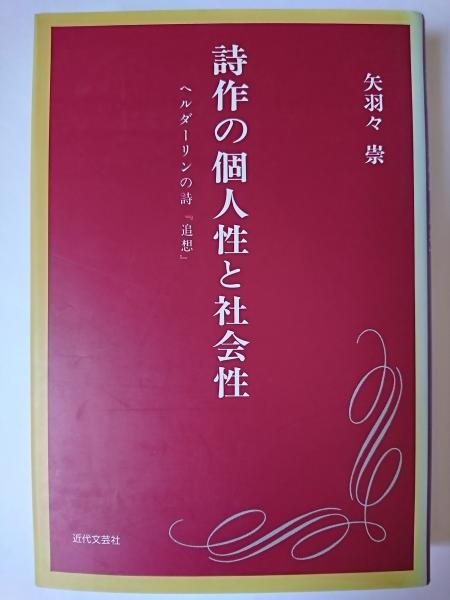 矢羽々 崇
詩作の個人性と社会性
ヘルダーリンの詩『追想』
近代文芸社